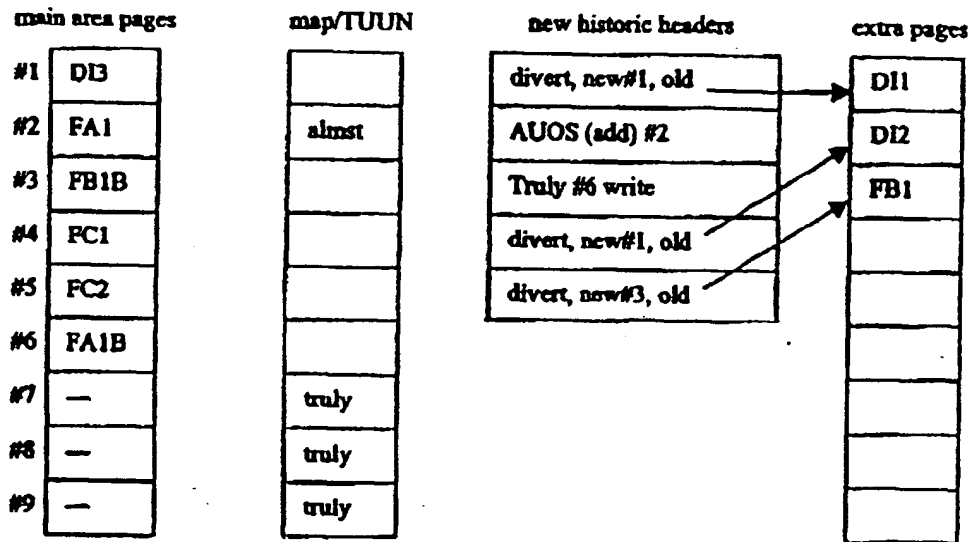 main area pages
map/TUUN
new historic headers
extra pages
#1 DI3
#2 FA1
#3 FB1B
#4 FC1
#5 FC2
#6 FA1B
#7 —
#8 —
#9 —
almst
truly
truly
truly
divert, new#1, old
AUOS (add) #2
Truly #6 write
divert, new#1, old
divert, new#3, old
DI1
DI2
FB1